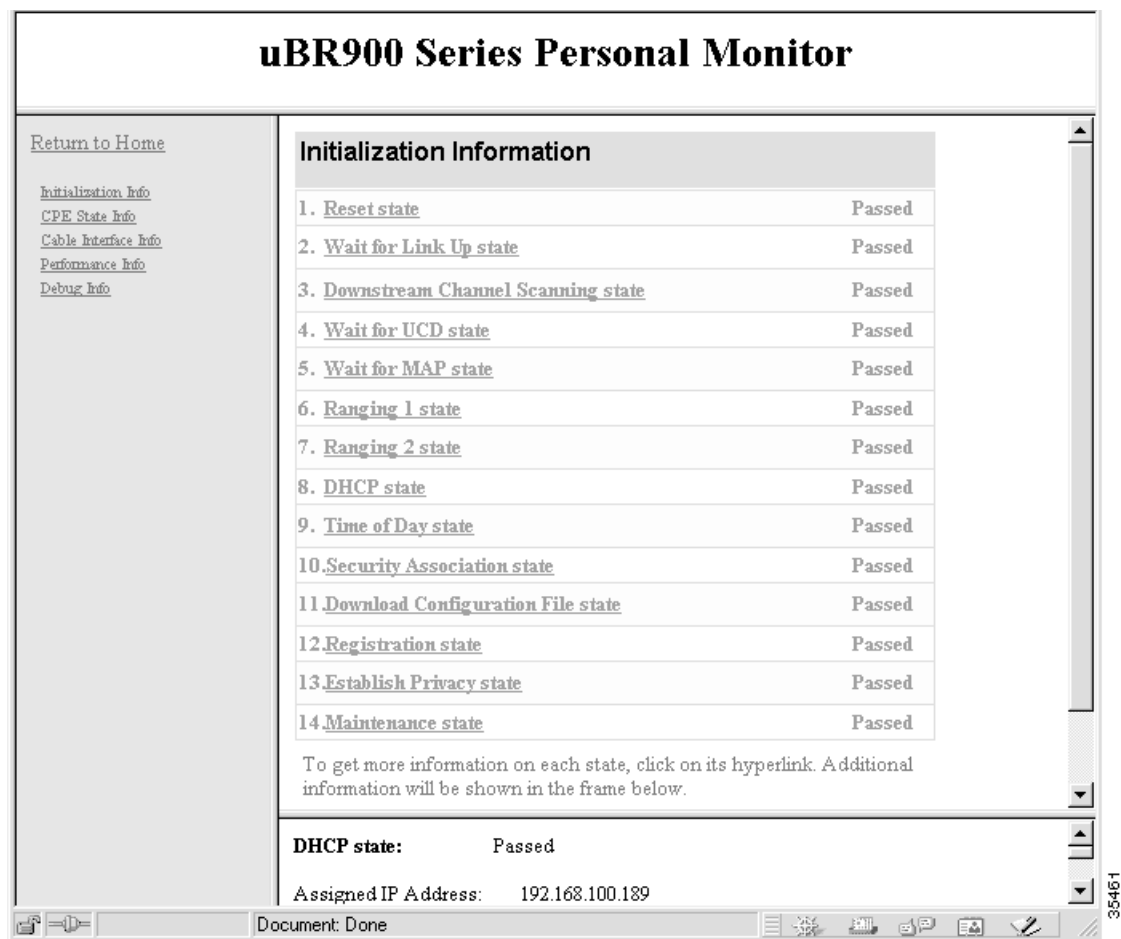 uBR900 Series Personal Monitor
Return to Home
Initialization Info
CPE State Info
Cable Interface Info
Performance Info
Debug Info
Initialization Information
1. Reset state Passed
2. Wait for Link Up state Passed
3. Downstream Channel Scanning state Passed
4. Wait for UCD state Passed
5. Wait for MAP state Passed
6. Ranging 1 state Passed
7. Ranging 2 state Passed
8. DHCP state Passed
9. Time of Day state Passed
10.Security Association state Passed
11.Download Configuration File state Passed
12.Registration state Passed
13.Establish Privacy state Passed
14.Maintenance state Passed
To get more information on each state, click on its hyperlink. Additional
information will be shown in the frame below.
DHCP state: Passed
Assigned IP Address: 192.168.100.189
Document: Done
35461